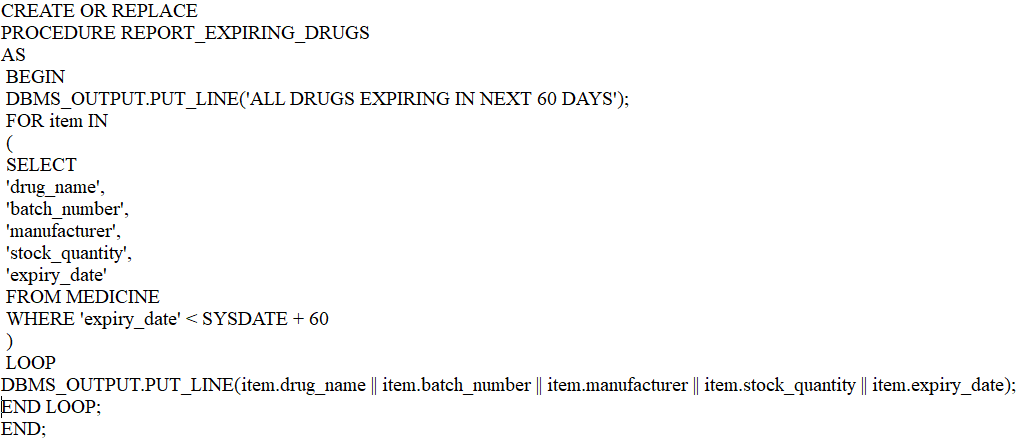 CREATE OR REPLACE
PROCEDURE REPORT_EXPIRING_DRUGS
AS
BEGIN
DBMS_OUTPUT.PUT_LINE('ALL DRUGS EXPIRING IN NEXT 60 DAYS');
FOR item IN
(
SELECT
'drug_name',
'batch_number',
'manufacturer',
'stock_quantity',
'expiry_date'
FROM MEDICINE
WHERE 'expiry_date' < SYSDATE + 60
)
LOOP
DBMS_OUTPUT.PUT_LINE(item.drug_name || item.batch_number || item.manufacturer || item.stock_quantity || item.expiry_date);
END LOOP;
END;